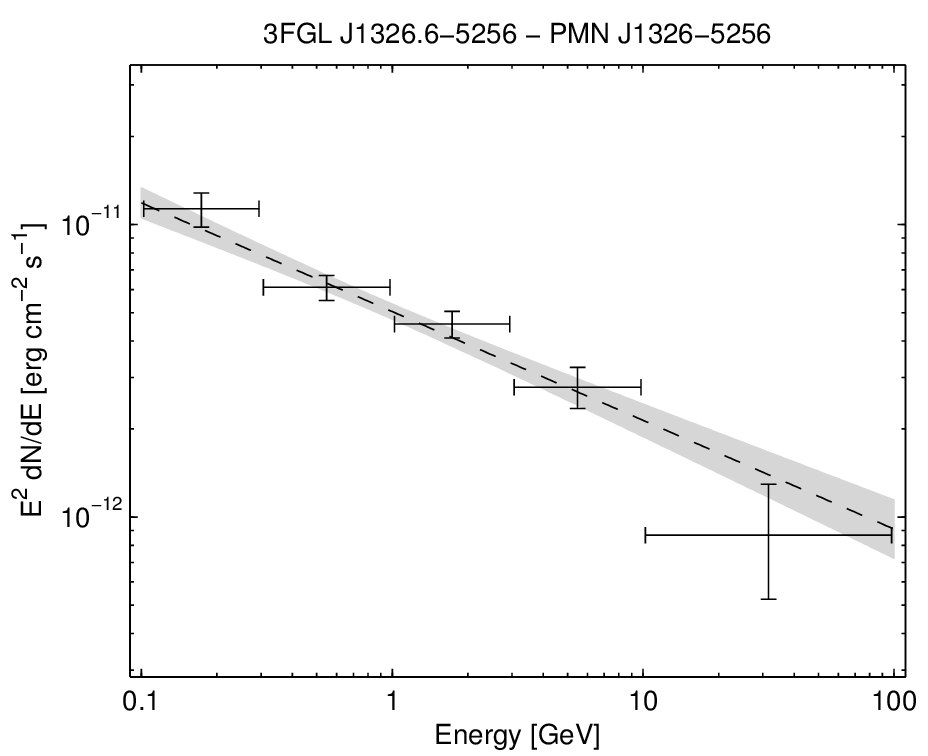 3FGL J1326.6−5256 − PMN J1326−5256
E² dN/dE [erg cm⁻² s⁻¹]
10⁻¹¹
10⁻¹²
0.1 1 10 100
Energy [GeV]